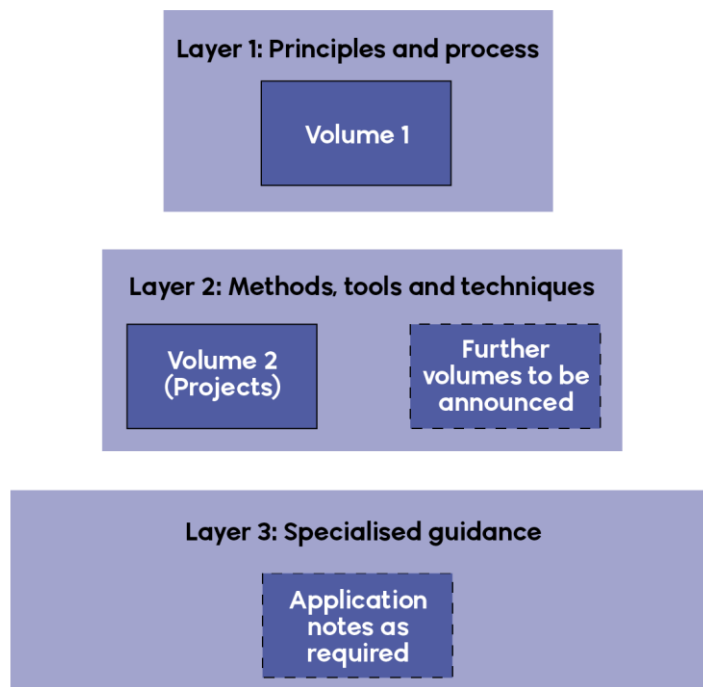 Layer 1: Principles and process
Volume 1
Layer 2: Methods, tools and techniques
Volume 2
(Projects)
Further
volumes to be
announced
Layer 3: Specialised guidance
Application
notes as
required